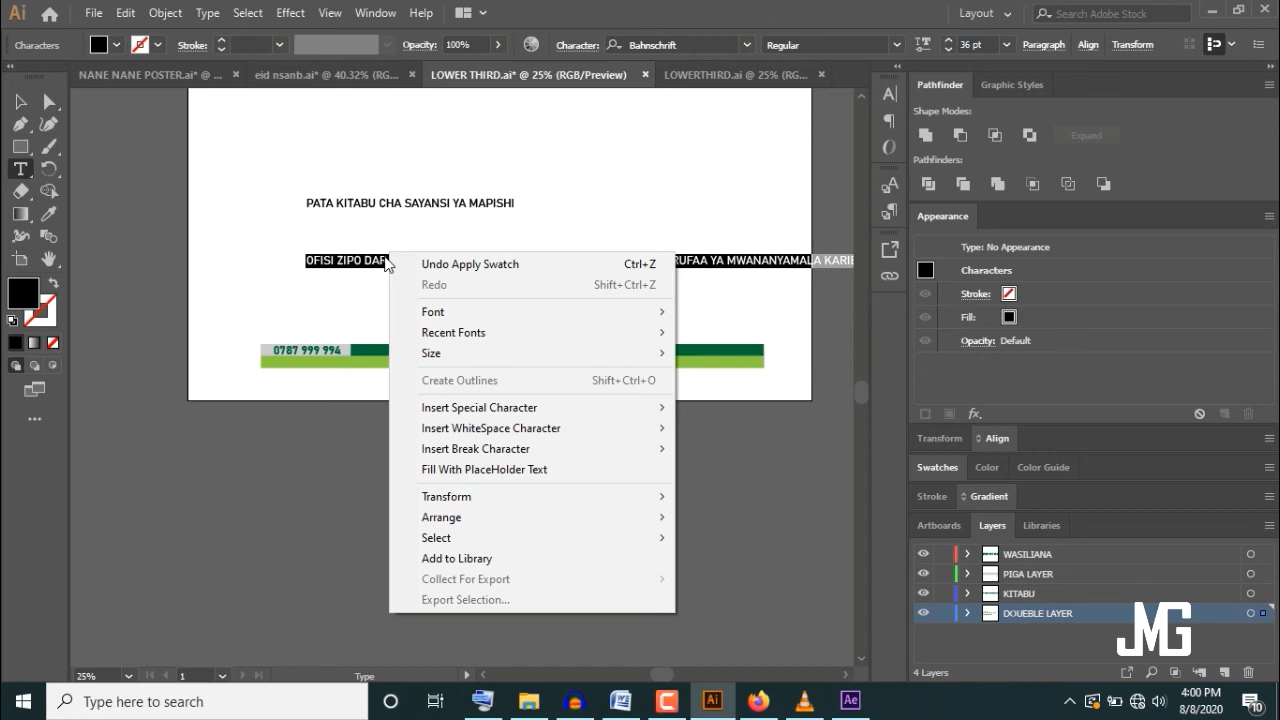 Ai File Edit Object Type Select Effect View Window Help Layout Search Adobe Stock
Characters Stroke: Opacity: 100% Character: Bahnschrift Regular 36 pt Paragraph Align Transform
NANE NANE POSTER.ai* @ ... × eid nsanb.ai* @ 40.32% (RG... × LOWER THIRD.ai* @ 25% (RGB/Preview) × LOWERTHIRD.ai @ 25% (RG... ×
Pathfinder Graphic Styles
Shape Modes:
Expand
Pathfinders:
PATA KITABU CHA SAYANSI YA MAPISHI
Appearance
Type: No Appearance
OFISI ZIPO DAR RUFAA YA MWANANYAMALA KARIB
Characters
Stroke:
Fill:
Opacity: Default
0787 999 994
Undo Apply Swatch Ctrl+Z
Redo Shift+Ctrl+Z
Font
Recent Fonts
Size
Create Outlines Shift+Ctrl+O
Insert Special Character
Insert WhiteSpace Character
Insert Break Character
Fill With PlaceHolder Text
Transform
Arrange
Select
Add to Library
Collect For Export
Export Selection...
fx.
Transform Align
Swatches Color Color Guide
Stroke Gradient
Artboards Layers Libraries
WASILIANA
PIGA LAYER
KITABU
DOUEBLE LAYER
JMG
4 Layers
25% 1 Type
Type here to search
Ai Ae
4:00 PM
8/8/2020
10